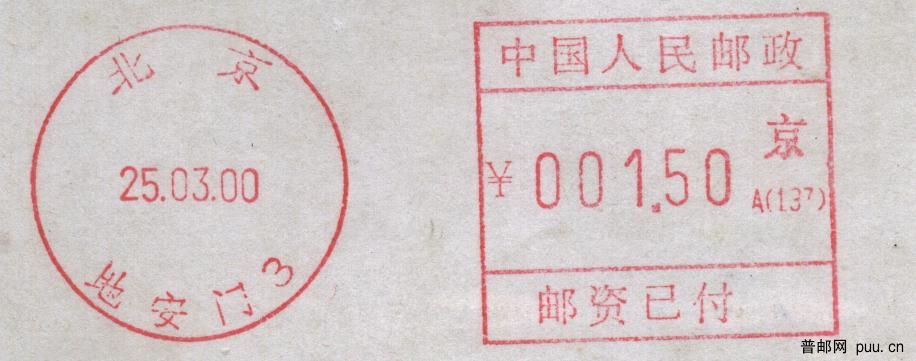 北京
25.03.00
地安门3
中国人民邮政
京
¥001.50
A(137)
邮资已付
普邮网 puu.cn